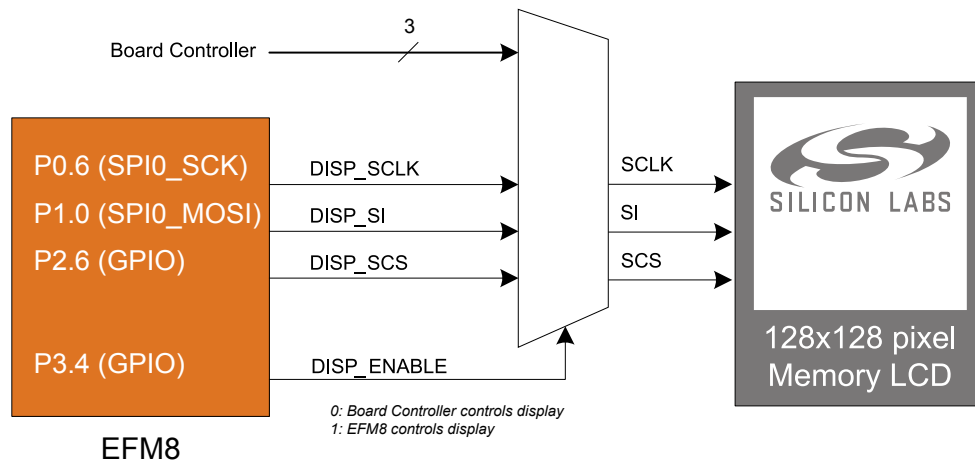 3
Board Controller
P0.6 (SPI0_SCK)
P1.0 (SPI0_MOSI)
P2.6 (GPIO)
P3.4 (GPIO)
EFM8
DISP_SCLK
DISP_SI
DISP_SCS
DISP_ENABLE
0: Board Controller controls display
1: EFM8 controls display
SCLK
SI
SCS
SILICON LABS
128x128 pixel
Memory LCD